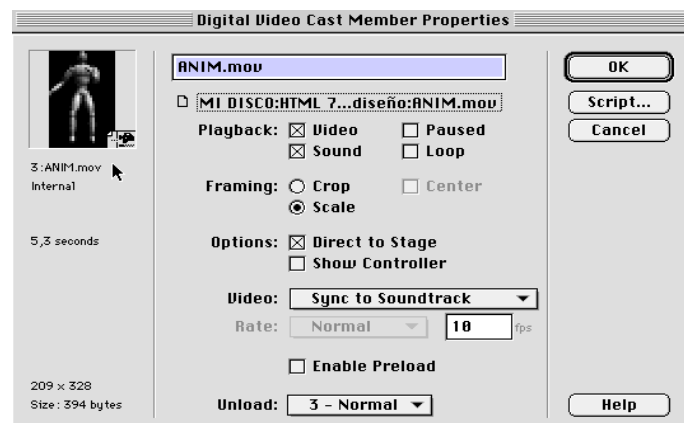 Digital Video Cast Member Properties
ANIM.mov
MI DISCO:HTML 7...diseño:ANIM.mov
Playback: Video Paused
Sound Loop
Framing: Crop Center
Scale
Options: Direct to Stage
Show Controller
Video: Sync to Soundtrack
Rate: Normal 10 fps
Enable Preload
Unload: 3 - Normal
3:ANIM.mov
Internal
5,3 seconds
209 x 328
Size: 394 bytes
OK
Script...
Cancel
Help